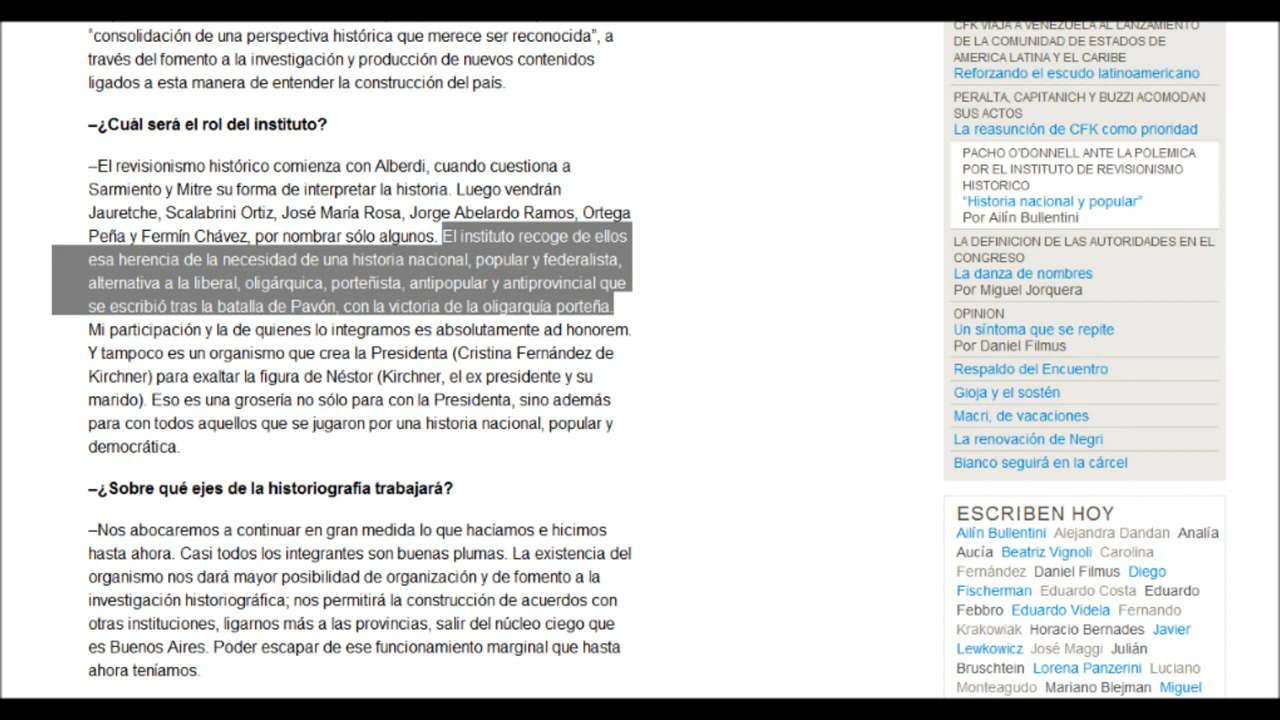 "consolidación de una perspectiva histórica que merece ser reconocida”, a
través del fomento a la investigación y producción de nuevos contenidos
ligados a esta manera de entender la construcción del país.
–¿Cuál será el rol del instituto?
–El revisionismo histórico comienza con Alberdi, cuando cuestiona a
Sarmiento y Mitre su forma de interpretar la historia. Luego vendrán
Jauretche, Scalabrini Ortiz, José María Rosa, Jorge Abelardo Ramos, Ortega
Peña y Fermín Chávez, por nombrar sólo algunos. El instituto recoge de ellos
esa herencia de la necesidad de una historia nacional, popular y federalista,
alternativa a la liberal, oligárquica, porteñista, antipopular y antiprovincial que
se escribió tras la batalla de Pavón, con la victoria de la oligarquía porteña.
Mi participación y la de quienes lo integramos es absolutamente ad honorem.
Y tampoco es un organismo que crea la Presidenta (Cristina Fernández de
Kirchner) para exaltar la figura de Néstor (Kirchner, el ex presidente y su
marido). Eso es una grosería no sólo para con la Presidenta, sino además
para con todos aquellos que se jugaron por una historia nacional, popular y
democrática.
–¿Sobre qué ejes de la historiografía trabajará?
–Nos abocaremos a continuar en gran medida lo que hacíamos e hicimos
hasta ahora. Casi todos los integrantes son buenas plumas. La existencia del
organismo nos dará mayor posibilidad de organización y de fomento a la
investigación historiográfica; nos permitirá la construcción de acuerdos con
otras instituciones, ligarnos más a las provincias, salir del núcleo ciego que
es Buenos Aires. Poder escapar de ese funcionamiento marginal que hasta
ahora teníamos.
CFK VIAJA A VENEZUELA AL LANZAMIENTO
DE LA COMUNIDAD DE ESTADOS DE
AMERICA LATINA Y EL CARIBE
Reforzando el escudo latinoamericano
PERALTA, CAPITANICH Y BUZZI ACOMODAN
SUS ACTOS
La reasunción de CFK como prioridad
PACHO O’DONNELL ANTE LA POLEMICA
POR EL INSTITUTO DE REVISIONISMO
HISTORICO
“Historia nacional y popular”
Por Ailín Bullentini
LA DEFINICION DE LAS AUTORIDADES EN EL
CONGRESO
La danza de nombres
Por Miguel Jorquera
OPINION
Un síntoma que se repite
Por Daniel Filmus
Respaldo del Encuentro
Gioja y el sostén
Macri, de vacaciones
La renovación de Negri
Bianco seguirá en la cárcel
ESCRIBEN HOY
Ailín Bullentini Alejandra Dandan Analía
Aucía Beatriz Vignoli Carolina
Fernández Daniel Filmus Diego
Fischerman Eduardo Costa Eduardo
Febbro Eduardo Videla Fernando
Krakowiak Horacio Bernades Javier
Lewkowicz José Maggi Julián
Bruschtein Lorena Panzerini Luciano
Monteagudo Mariano Blejman Miguel